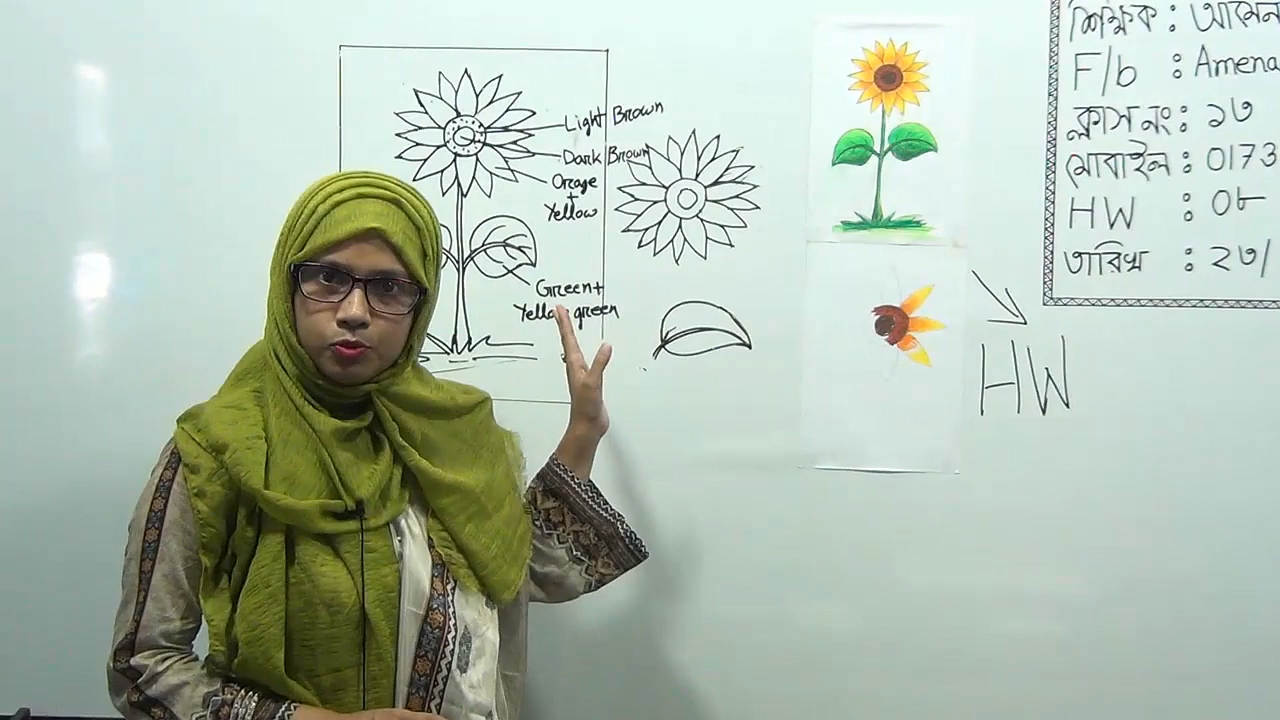 Light Brown
Dark Brown
Orage
+
Yellow
Green+
Yellow green
HW
শিক্ষক : আমেন
F/b : Amena
ক্লাস নং : ১৩
মোবাইল : 0173
HW : ০৮
তারিখ : ২৩/